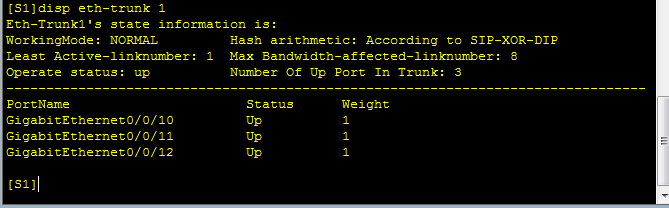 [S1]disp eth-trunk 1
Eth-Trunk1's state information is:
WorkingMode: NORMAL Hash arithmetic: According to SIP-XOR-DIP
Least Active-linknumber: 1 Max Bandwidth-affected-linknumber: 8
Operate status: up Number Of Up Port In Trunk: 3
--------------------------------------------------------------------------------
PortName Status Weight
GigabitEthernet0/0/10 Up 1
GigabitEthernet0/0/11 Up 1
GigabitEthernet0/0/12 Up 1
[S1]